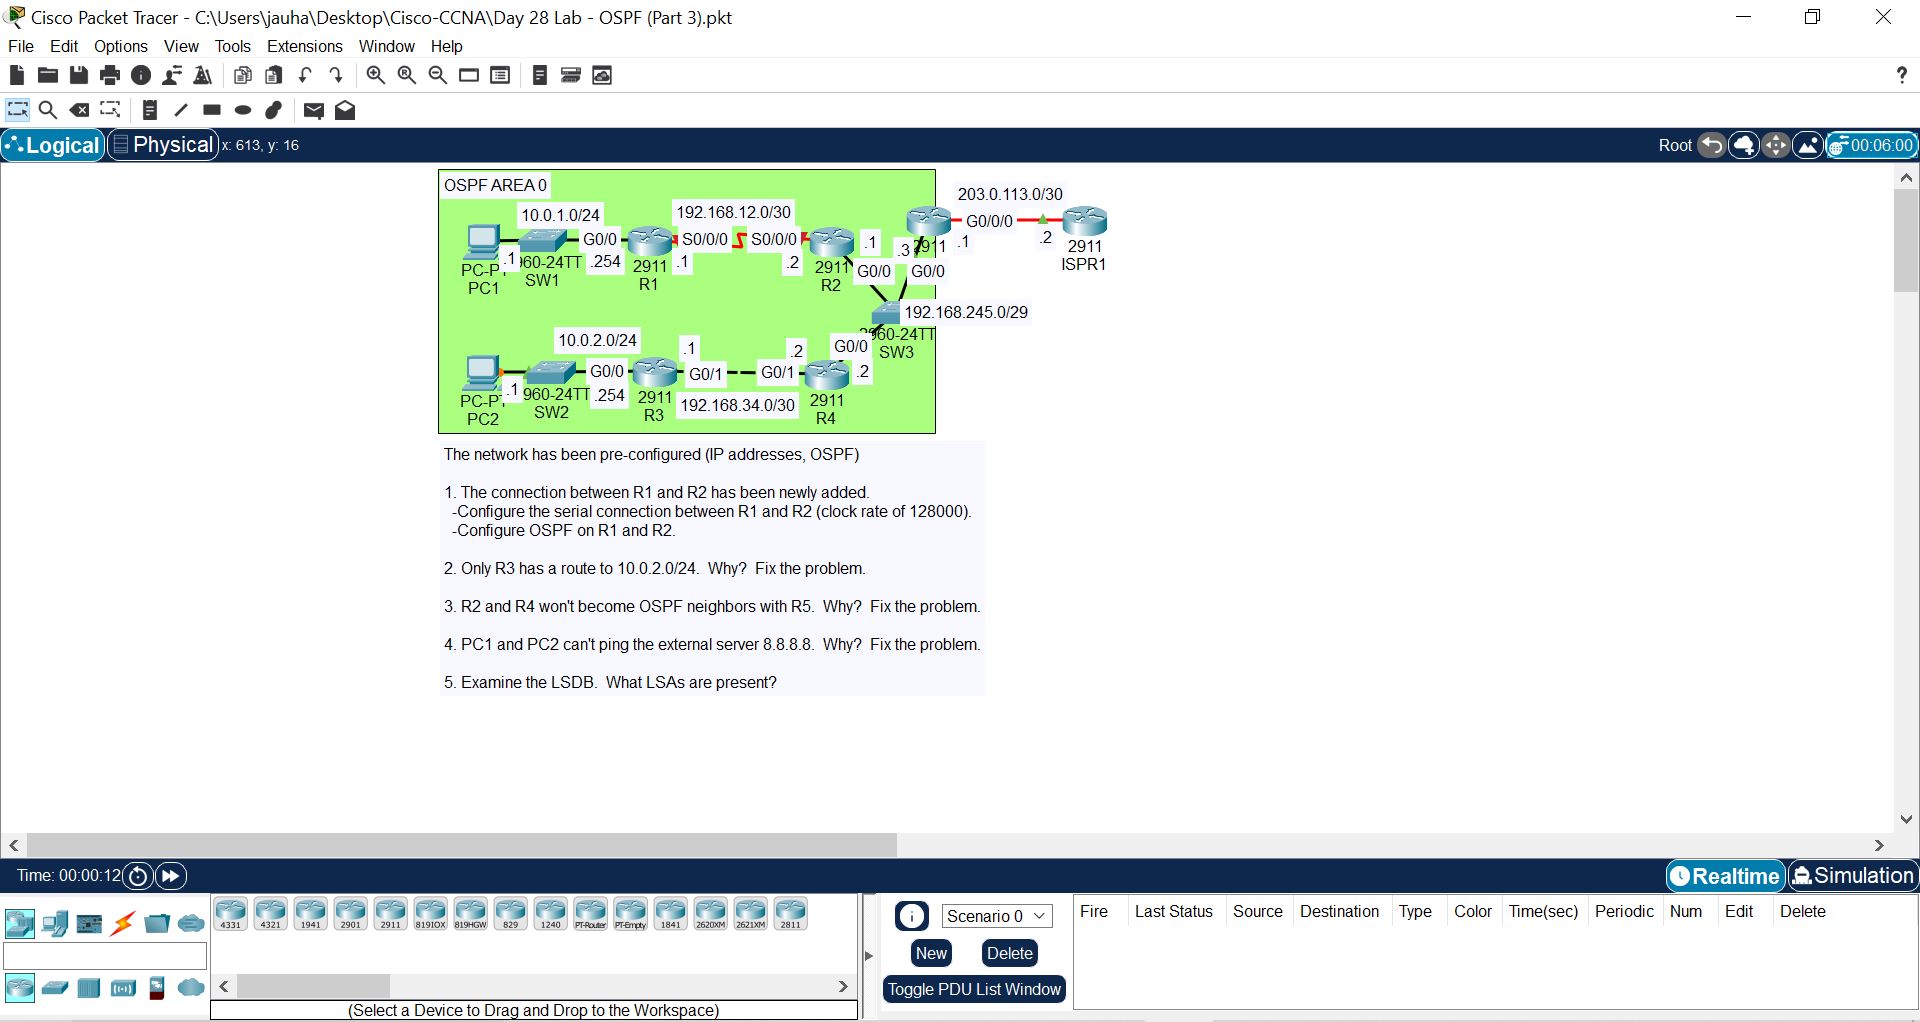 Cisco Packet Tracer - C:\Users\jauha\Desktop\Cisco-CCNA\Day 28 Lab - OSPF (Part 3).pkt
File Edit Options View Tools Extensions Window Help
?
Logical Physical x: 613, y: 16 Root 00:06:00
OSPF AREA 0
203.0.113.0/30
10.0.1.0/24 192.168.12.0/30
G0/0 S0/0/0 S0/0/0 .1 .3 2911 .1 G0/0/0 .2 2911
ISPR1
PC-P .1 960-24TT .254 2911 .1 .2 2911 G0/0 G0/0
PC1 SW1 R1 R2
192.168.245.0/29
10.0.2.0/24 .1 .2 G0/0 960-24TT
SW3
G0/0 G0/1 G0/1 .2
PC-PT .1 960-24TT .254 2911 192.168.34.0/30 2911
PC2 SW2 R3 R4
The network has been pre-configured (IP addresses, OSPF)
1. The connection between R1 and R2 has been newly added.
-Configure the serial connection between R1 and R2 (clock rate of 128000).
-Configure OSPF on R1 and R2.
2. Only R3 has a route to 10.0.2.0/24. Why? Fix the problem.
3. R2 and R4 won't become OSPF neighbors with R5. Why? Fix the problem.
4. PC1 and PC2 can't ping the external server 8.8.8.8. Why? Fix the problem.
5. Examine the LSDB. What LSAs are present?
Time: 00:00:12 Realtime Simulation
4331 4321 1941 2901 2911 819IOX 819HGW 829 1240 PT-Router PT-Empty 1841 2620XM 2621XM 2811
(Select a Device to Drag and Drop to the Workspace)
Scenario 0
New Delete
Toggle PDU List Window
Fire Last Status Source Destination Type Color Time(sec) Periodic Num Edit Delete